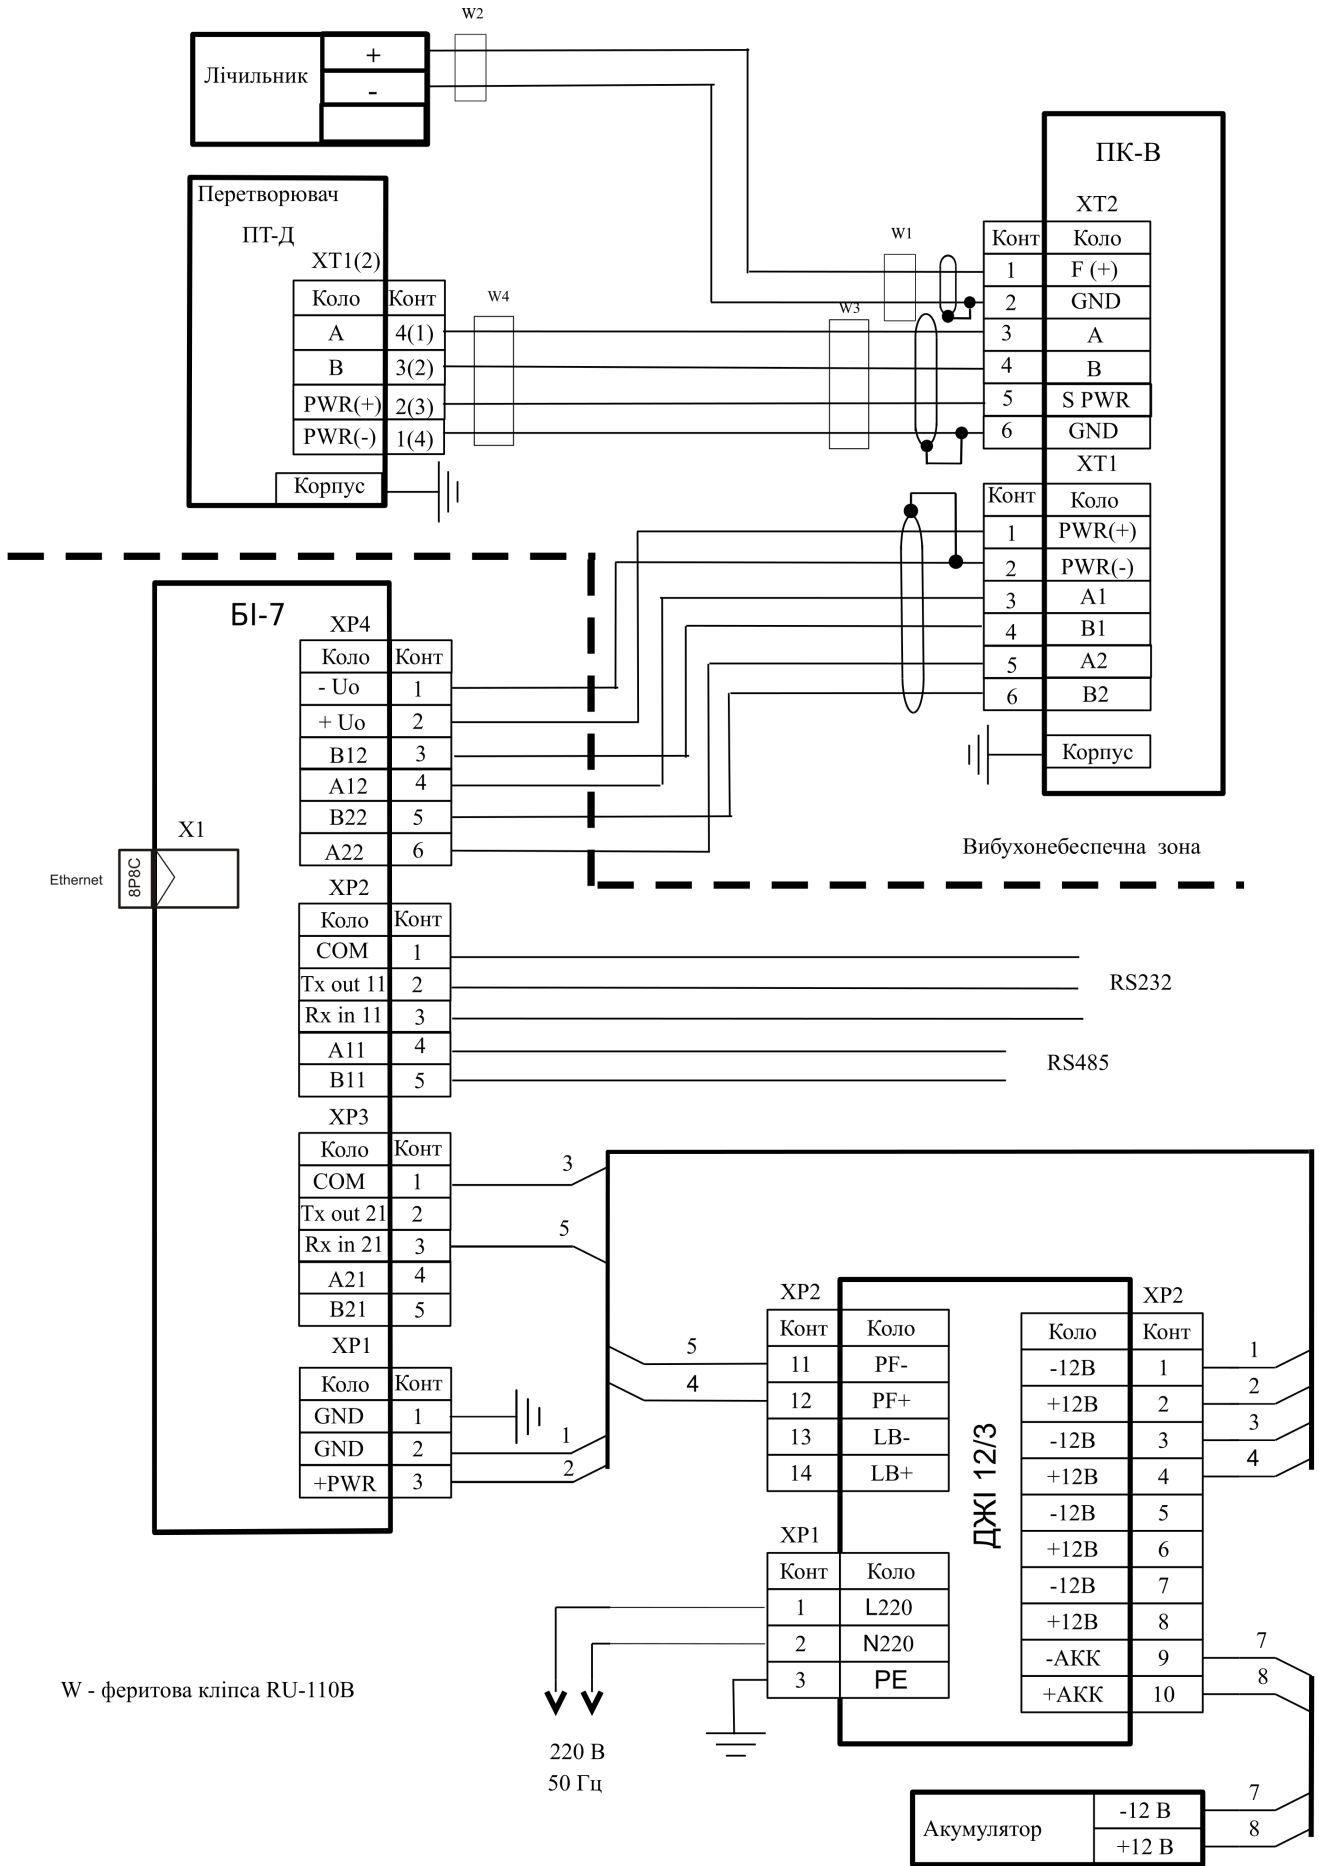 W2
Лічильник
+
-
ПК-В
Перетворювач
ПТ-Д
XT1(2)
Коло Конт
A 4(1)
B 3(2)
PWR(+) 2(3)
PWR(-) 1(4)
Корпус
W4
W1
W3
XT2
Конт Коло
1 F (+)
2 GND
3 A
4 B
5 S PWR
6 GND
XT1
Конт Коло
1 PWR(+)
2 PWR(-)
3 A1
4 B1
5 A2
6 B2
Корпус
Вибухонебеспечна зона
БІ-7
XP4
Коло Конт
- Uo 1
+ Uo 2
B12 3
A12 4
B22 5
A22 6
X1
Ethernet
8P8C
XP2
Коло Конт
COM 1
Tx out 11 2
Rx in 11 3
A11 4
B11 5
RS232
RS485
XP3
Коло Конт
COM 1
Tx out 21 2
Rx in 21 3
A21 4
B21 5
3
5
XP1
Коло Конт
GND 1
GND 2
+PWR 3
1
2
5
4
XP2
Конт Коло
11 PF-
12 PF+
13 LB-
14 LB+
ДЖІ 12/3
XP1
Конт Коло
1 L220
2 N220
3 PE
XP2
Коло Конт
-12В 1
+12В 2
-12В 3
+12В 4
-12В 5
+12В 6
-12В 7
+12В 8
-АКК 9
+АКК 10
1
2
3
4
7
8
W - феритова кліпса RU-110B
220 В
50 Гц
Акумулятор
-12 В
+12 В
7
8